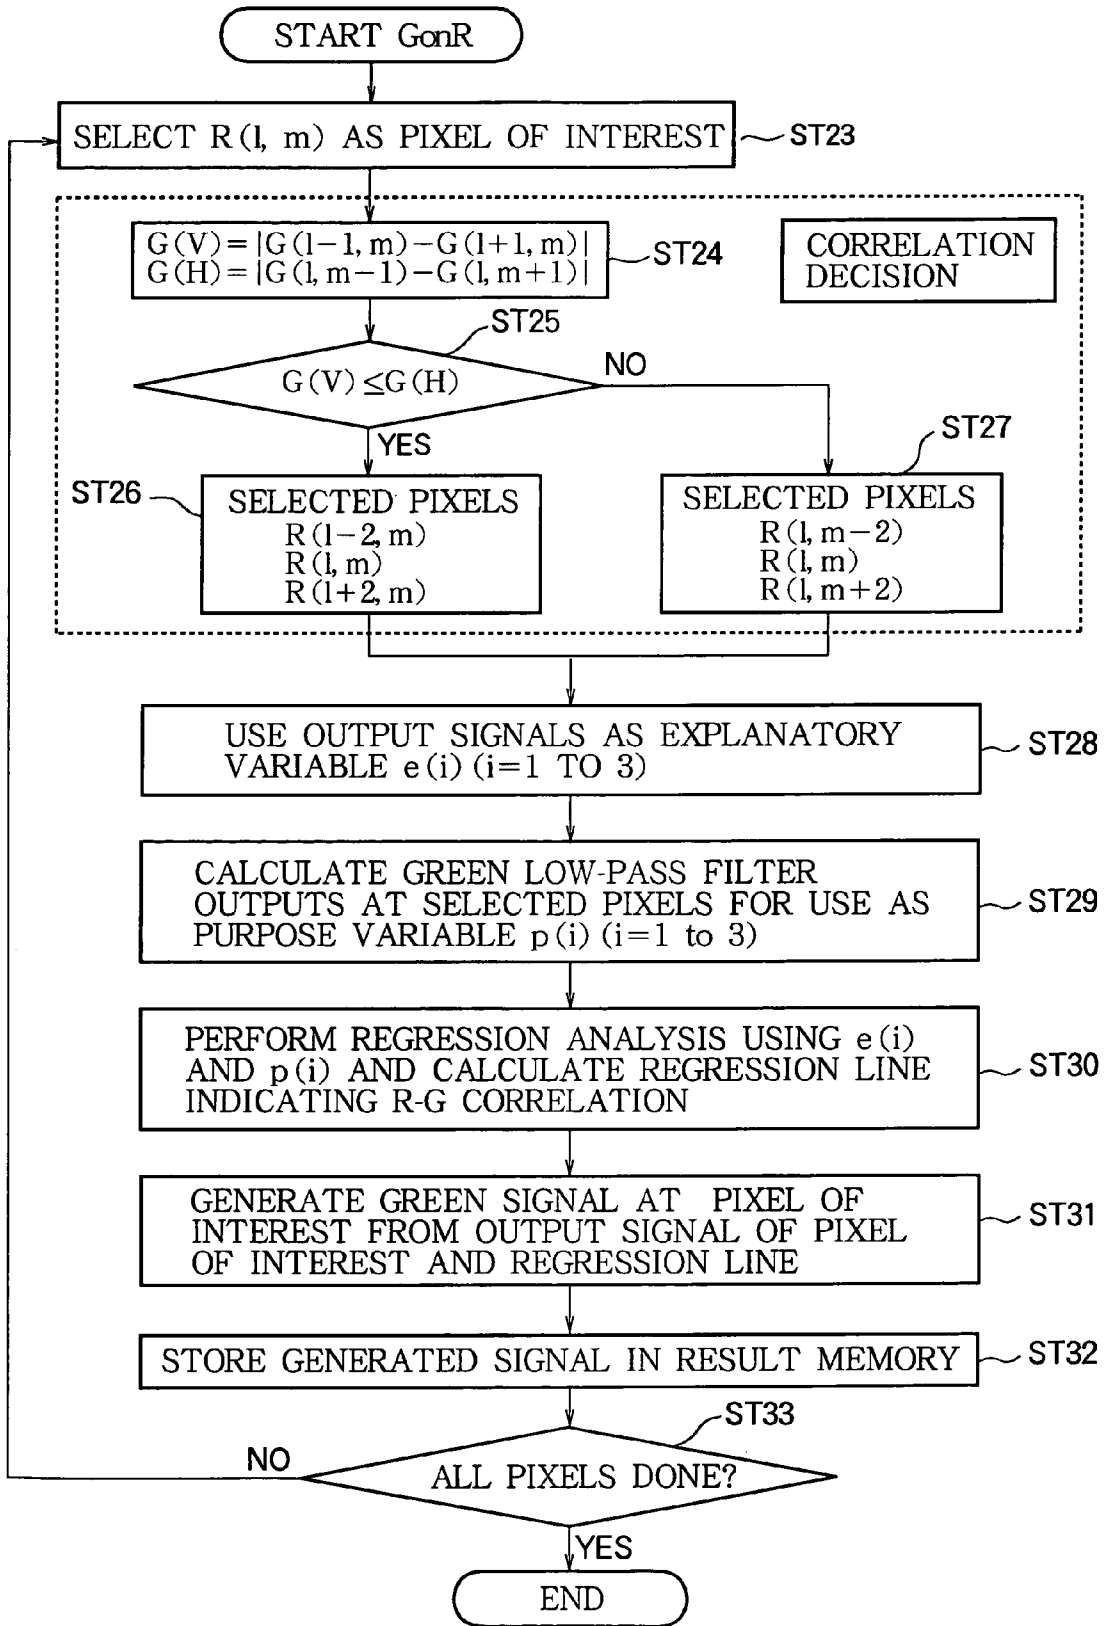 START GonR
SELECT R(l, m) AS PIXEL OF INTEREST
ST23
G(V)=|G(l−1, m)−G(l+1, m)|
G(H)=|G(l, m−1)−G(l, m+1)|
ST24
CORRELATION
DECISION
ST25
G(V)≤G(H)
NO
YES
ST26
SELECTED PIXELS
R(l−2, m)
R(l, m)
R(l+2, m)
ST27
SELECTED PIXELS
R(l, m−2)
R(l, m)
R(l, m+2)
USE OUTPUT SIGNALS AS EXPLANATORY
VARIABLE e(i) (i=1 TO 3)
ST28
CALCULATE GREEN LOW-PASS FILTER
OUTPUTS AT SELECTED PIXELS FOR USE AS
PURPOSE VARIABLE p(i) (i=1 to 3)
ST29
PERFORM REGRESSION ANALYSIS USING e(i)
AND p(i) AND CALCULATE REGRESSION LINE
INDICATING R-G CORRELATION
ST30
GENERATE GREEN SIGNAL AT PIXEL OF
INTEREST FROM OUTPUT SIGNAL OF PIXEL
OF INTEREST AND REGRESSION LINE
ST31
STORE GENERATED SIGNAL IN RESULT MEMORY
ST32
ST33
ALL PIXELS DONE?
NO
YES
END